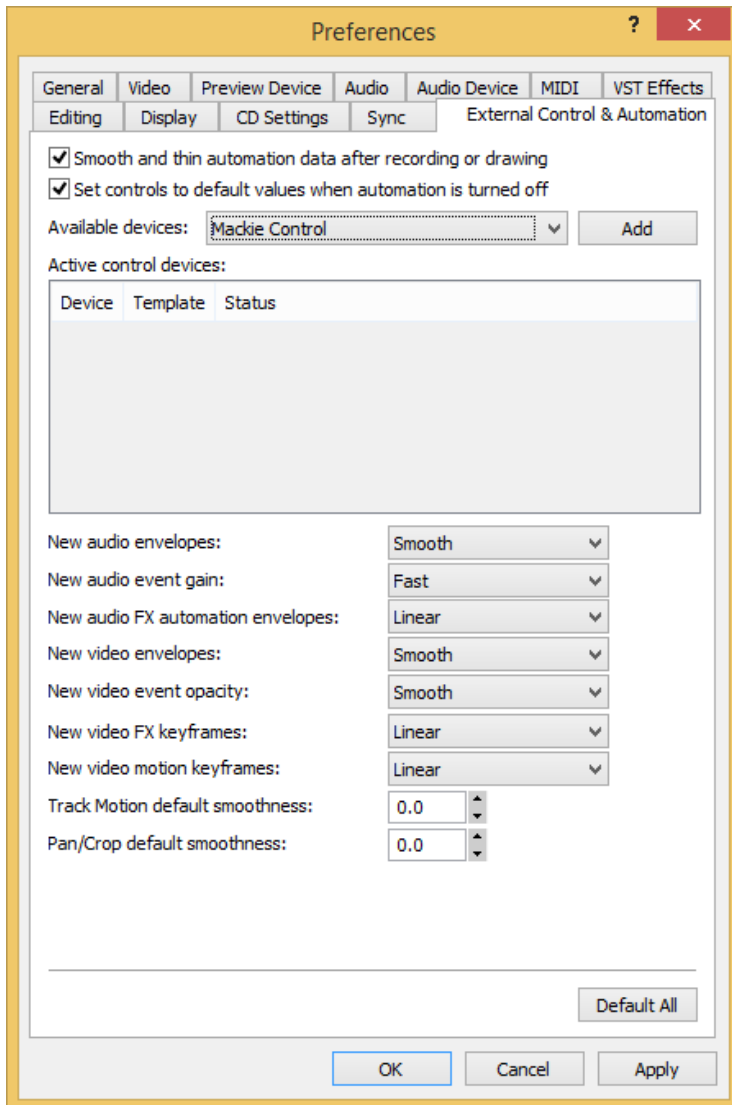 Preferences
?
General Video Preview Device Audio Audio Device MIDI VST Effects
Editing Display CD Settings Sync External Control & Automation
Smooth and thin automation data after recording or drawing
Set controls to default values when automation is turned off
Available devices: Mackie Control Add
Active control devices:
Device Template Status
New audio envelopes: Smooth
New audio event gain: Fast
New audio FX automation envelopes: Linear
New video envelopes: Smooth
New video event opacity: Smooth
New video FX keyframes: Linear
New video motion keyframes: Linear
Track Motion default smoothness: 0.0
Pan/Crop default smoothness: 0.0
Default All
OK Cancel Apply